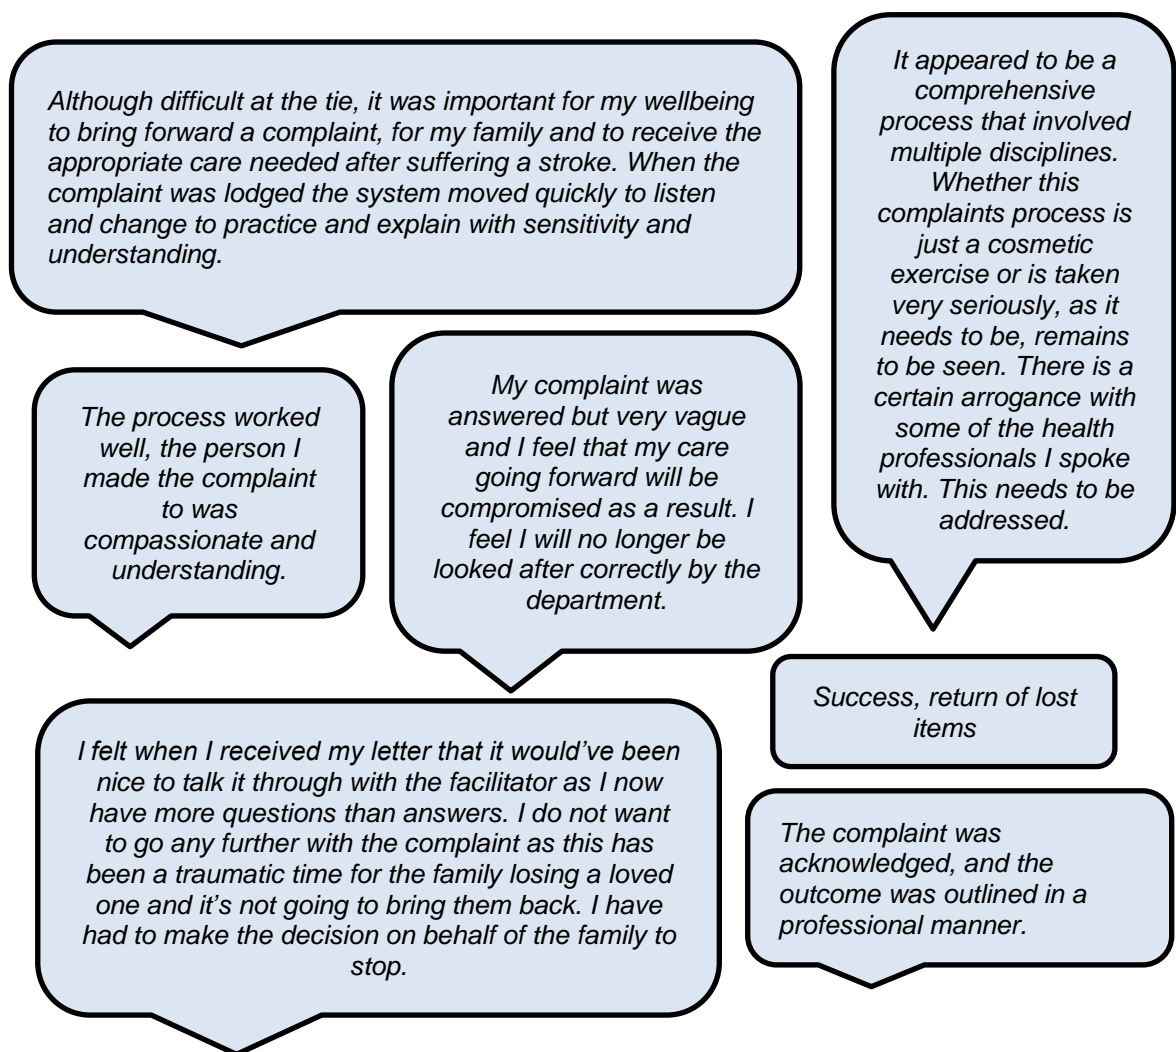 Although difficult at the tie, it was important for my wellbeing
to bring forward a complaint, for my family and to receive the
appropriate care needed after suffering a stroke. When the
complaint was lodged the system moved quickly to listen
and change to practice and explain with sensitivity and
understanding.
It appeared to be a
comprehensive
process that involved
multiple disciplines.
Whether this
complaints process is
just a cosmetic
exercise or is taken
very seriously, as it
needs to be, remains
to be seen. There is a
certain arrogance with
some of the health
professionals I spoke
with. This needs to be
addressed.
The process worked
well, the person I
made the complaint
to was
compassionate and
understanding.
My complaint was
answered but very vague
and I feel that my care
going forward will be
compromised as a result. I
feel I will no longer be
looked after correctly by the
department.
Success, return of lost
items
I felt when I received my letter that it would've been
nice to talk it through with the facilitator as I now
have more questions than answers. I do not want
to go any further with the complaint as this has
been a traumatic time for the family losing a loved
one and it's not going to bring them back. I have
had to make the decision on behalf of the family to
stop.
The complaint was
acknowledged, and the
outcome was outlined in a
professional manner.